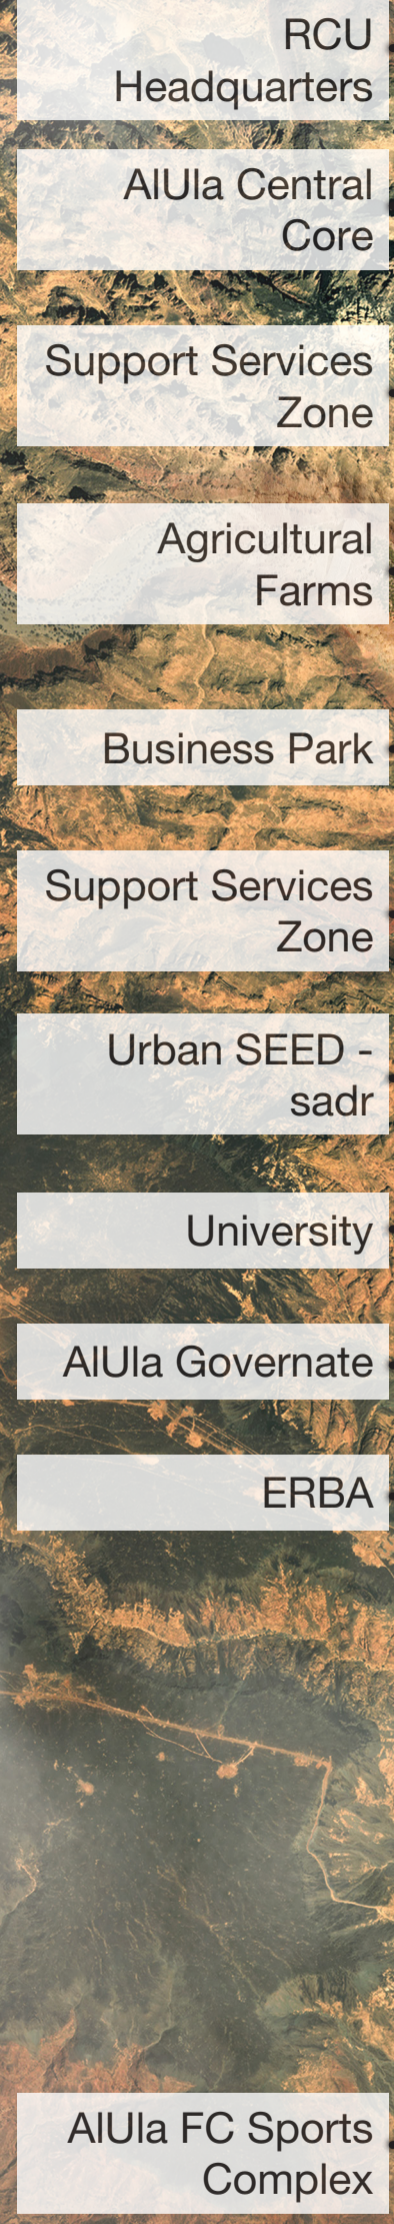 RCU
Headquarters
AlUla Central
Core
Support Services
Zone
Agricultural
Farms
Business Park
Support Services
Zone
Urban SEED -
sadr
University
AlUla Governate
ERBA
AlUla FC Sports
Complex